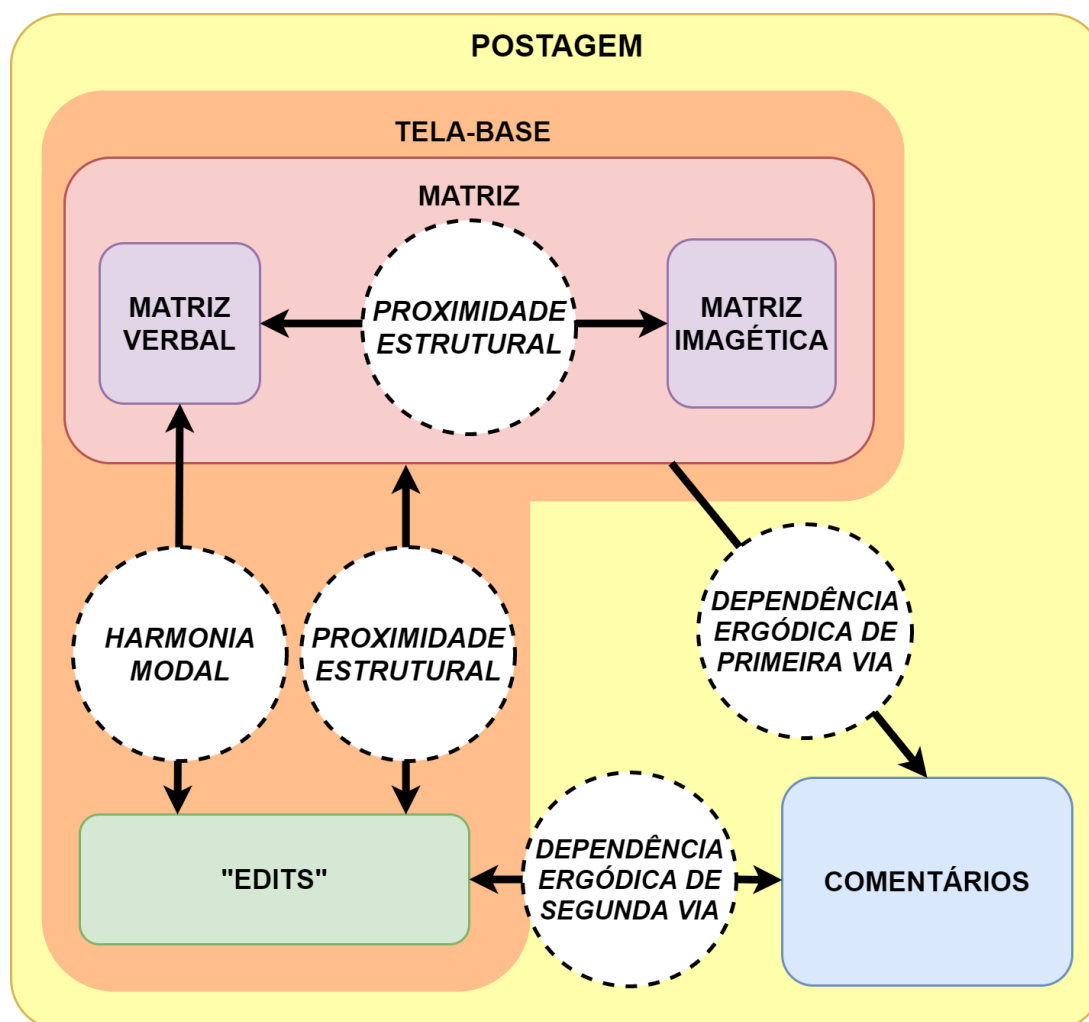 POSTAGEM
TELA-BASE
MATRIZ
MATRIZ
VERBAL
PROXIMIDADE
ESTRUTURAL
MATRIZ
IMAGÉTICA
HARMONIA
MODAL
PROXIMIDADE
ESTRUTURAL
DEPENDÊNCIA
ERGÓDICA DE
PRIMEIRA VIA
"EDITS"
DEPENDÊNCIA
ERGÓDICA DE
SEGUNDA VIA
COMENTÁRIOS